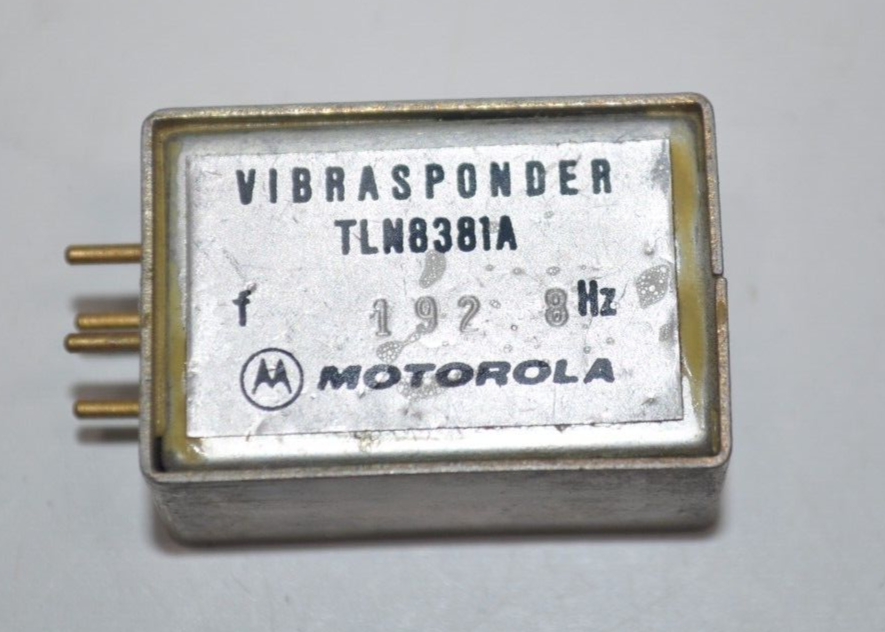 VIBRASPONDER
TLN8381A
f 192 8 Hz
M MOTOROLA